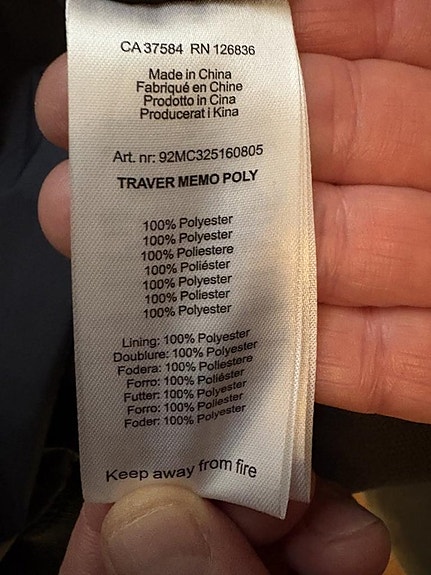 CA 37584 RN 126836
Made in China
Fabriqué en Chine
Prodotto in Cina
Producerat i Kina
Art. nr: 92MC325160805
TRAVER MEMO POLY
100% Polyester
100% Polyester
100% Poliestere
100% Poliéster
100% Polyester
100% Poliester
100% Polyester
Lining: 100% Polyester
Doublure: 100% Polyester
Fodera: 100% Poliestere
Forro: 100% Poliéster
Futter: 100% Polyester
Forro: 100% Poliester
Foder: 100% Polyester
Keep away from fire